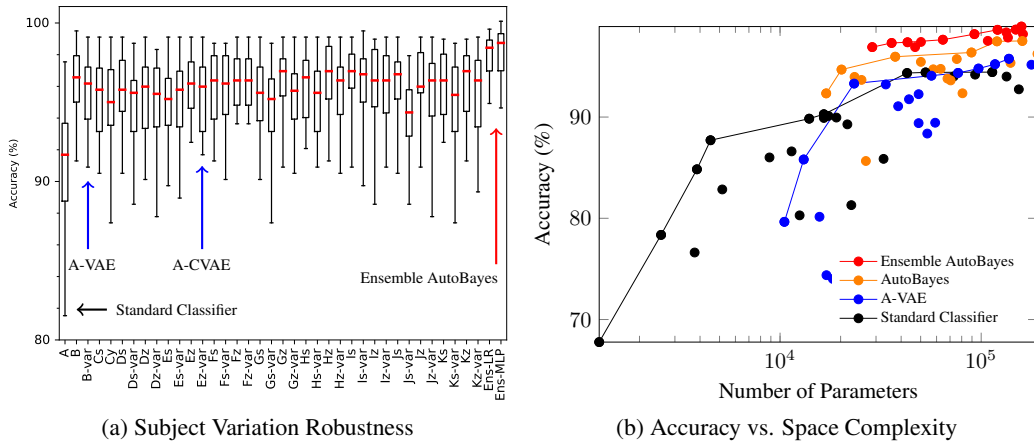 100
90
80
Accuracy (%)
A-VAE
A-CVAE
Ensemble AutoBayes
Standard Classifier
A
B
B-var
Cs
Cy
Ds
Ds-var
Dz
Dz-var
Es
Es-var
Ez
Ez-var
Fs
Fs-var
Fz
Fz-var
Gs
Gs-var
Gz
Gz-var
Hs
Hs-var
Hz
Hz-var
Is
Is-var
Iz
Iz-var
Js
Js-var
Jz
Jz-var
Ks
Ks-var
Kz
Kz-var
Ens-LR
Ens-MLP
(a) Subject Variation Robustness
90
80
70
Accuracy (%)
Ensemble AutoBayes
AutoBayes
A-VAE
Standard Classifier
10^4
10^5
Number of Parameters
(b) Accuracy vs. Space Complexity